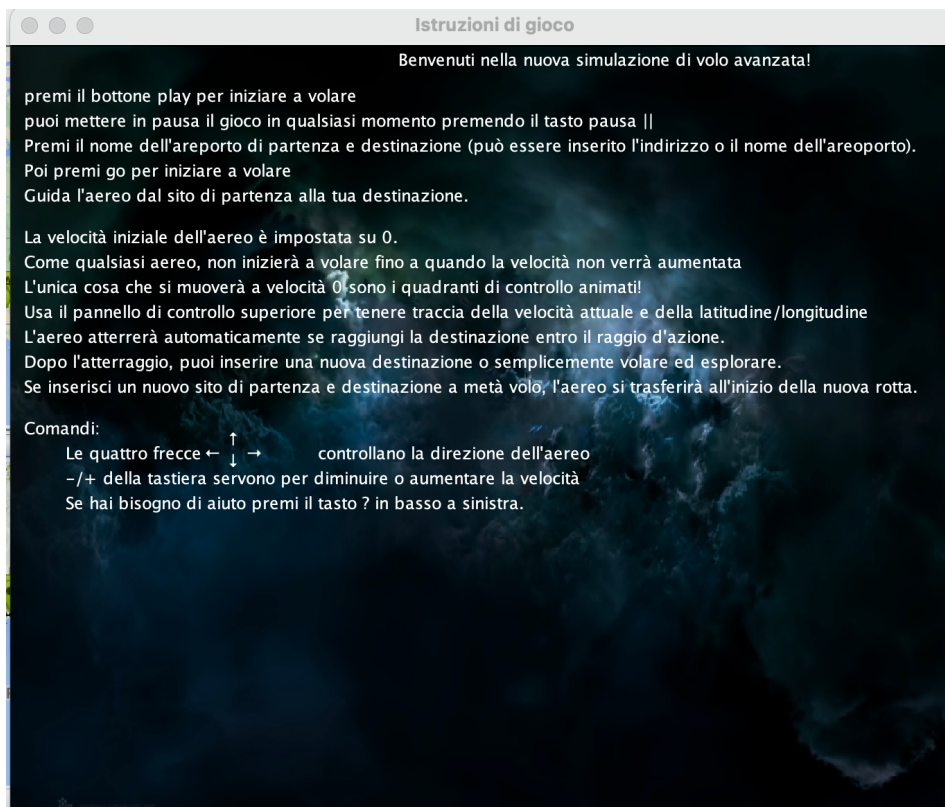 Istruzioni di gioco
Benvenuti nella nuova simulazione di volo avanzata!
premi il bottone play per iniziare a volare
puoi mettere in pausa il gioco in qualsiasi momento premendo il tasto pausa ||
Premi il nome dell'areporto di partenza e destinazione (può essere inserito l'indirizzo o il nome dell'areoporto).
Poi premi go per iniziare a volare
Guida l'aereo dal sito di partenza alla tua destinazione.
La velocità iniziale dell'aereo è impostata su 0.
Come qualsiasi aereo, non inizierà a volare fino a quando la velocità non verrà aumentata
L'unica cosa che si muoverà a velocità 0 sono i quadranti di controllo animati!
Usa il pannello di controllo superiore per tenere traccia della velocità attuale e della latitudine/longitudine
L'aereo atterrerà automaticamente se raggiungi la destinazione entro il raggio d'azione.
Dopo l'atterraggio, puoi inserire una nuova destinazione o semplicemente volare ed esplorare.
Se inserisci un nuovo sito di partenza e destinazione a metà volo, l'aereo si trasferirà all'inizio della nuova rotta.
Comandi:
Le quattro frecce ← ↑ ↓ → controllano la direzione dell'aereo
-/+ della tastiera servono per diminuire o aumentare la velocità
Se hai bisogno di aiuto premi il tasto ? in basso a sinistra.